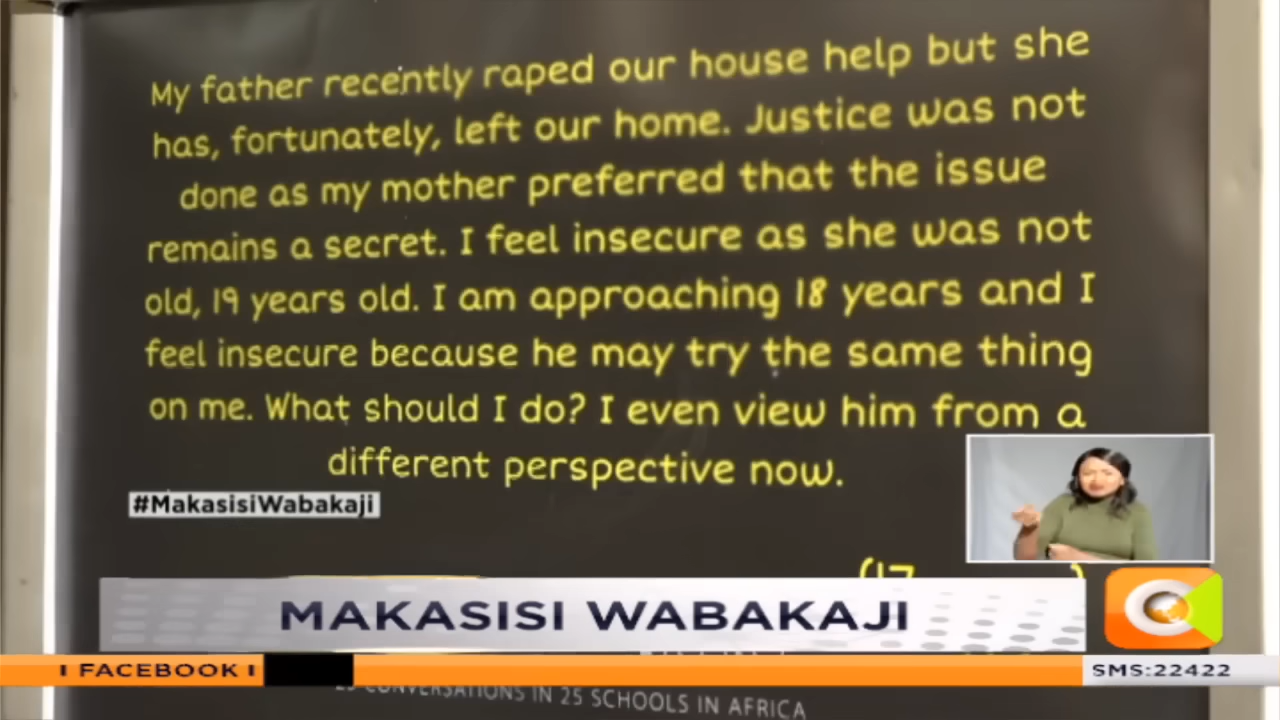 My father recently raped our house help but she
has, fortunately, left our home. Justice was not
done as my mother preferred that the issue
remains a secret. I feel insecure as she was not
old, 19 years old. I am approaching 18 years and I
feel insecure because he may try the same thing
on me. What should I do? I even view him from a
different perspective now.
#MakasisiWabakaji
MAKASISI WABAKAJI
I FACEBOOK I
SMS:22422
CONVERSATIONS IN 25 SCHOOLS IN AFRICA